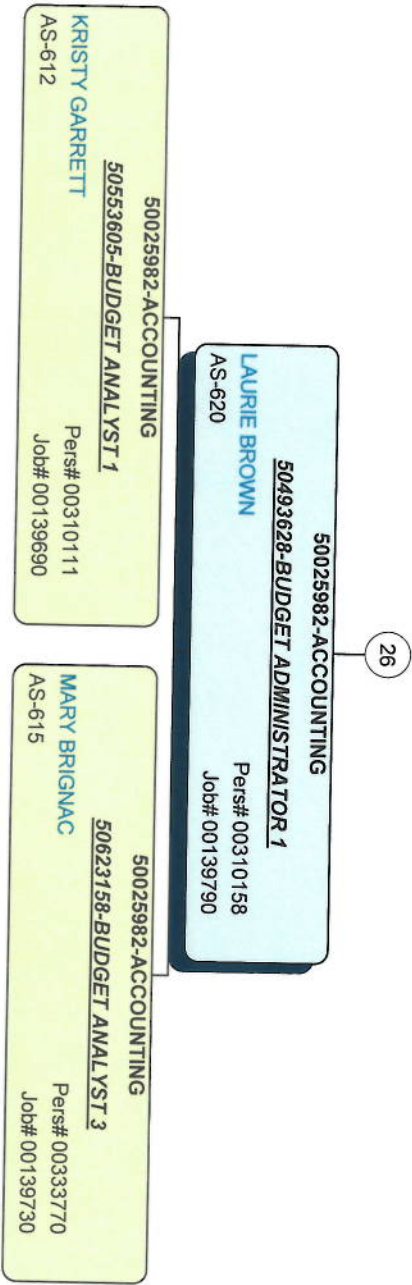 26
50025982-ACCOUNTING
50493628-BUDGET ADMINISTRATOR 1
LAURIE BROWN
Pers# 00310158
AS-620
Job# 00139790
50025982-ACCOUNTING
50553605-BUDGET ANALYST 1
KRISTY GARRETT
Pers# 00310111
AS-612
Job# 00139690
50025982-ACCOUNTING
50623158-BUDGET ANALYST 3
MARY BRIGNAC
Pers# 00333770
AS-615
Job# 00139730